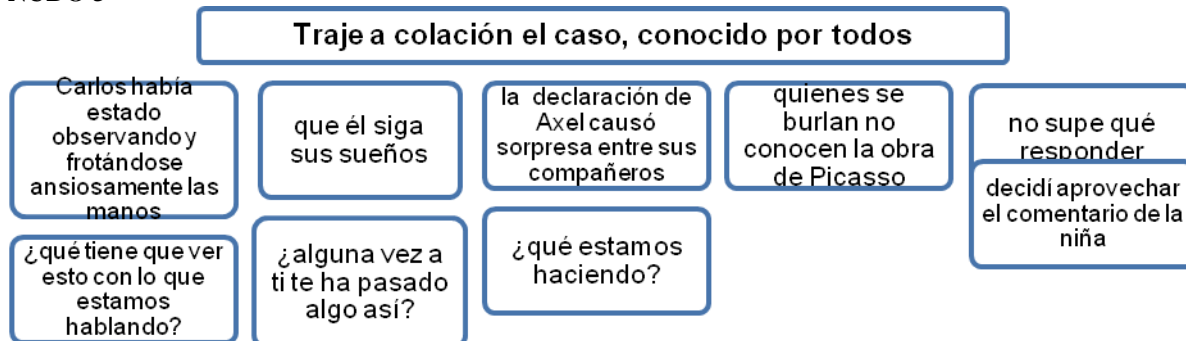 Traje a colación el caso, conocido por todos
Carlos había
estado
observando y
frotándose
ansiosamente las
manos
que él siga
sus sueños
la declaración de
Axel causó
sorpresa entre sus
compañeros
quienes se
burlan no
conocen la obra
de Picasso
no supe qué
responder
decidí aprovechar
el comentario de la
niña
¿qué tiene que ver
esto con lo que
estamos
hablando?
¿alguna vez a
ti te ha pasado
algo así?
¿qué estamos
haciendo?